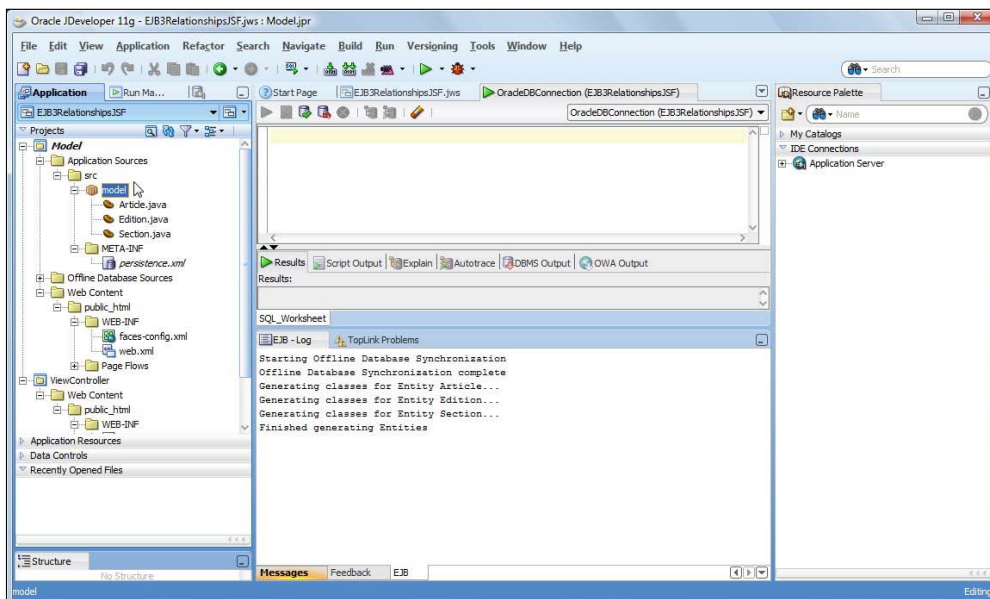 Oracle JDeveloper 11g - EJB3RelationshipsJSF.jws : Model.jpr
File Edit View Application Refactor Search Navigate Build Run Versioning Tools Window Help
Search
Application Run Ma...
EJB3RelationshipsJSF
Projects
Model
Application Sources
src
model
Article.java
Edition.java
Section.java
META-INF
persistence.xml
Offline Database Sources
Web Content
public_html
WEB-INF
faces-config.xml
web.xml
Page Flows
ViewController
Web Content
public_html
WEB-INF
Application Resources
Data Controls
Recently Opened Files
Structure
No Structure
Start Page EJB3RelationshipsJSF.jws OracleDBConnection (EJB3RelationshipsJSF)
OracleDBConnection (EJB3RelationshipsJSF)
Results Script Output Explain Autotrace DBMS Output OWA Output
Results:
SQL_Worksheet
EJB - Log TopLink Problems
Starting Offline Database Synchronization
Offline Database Synchronization complete
Generating classes for Entity Article...
Generating classes for Entity Edition...
Generating classes for Entity Section...
Finished generating Entities
Messages Feedback EJB
Resource Palette
Name
My Catalogs
IDE Connections
Application Server
model
Editing